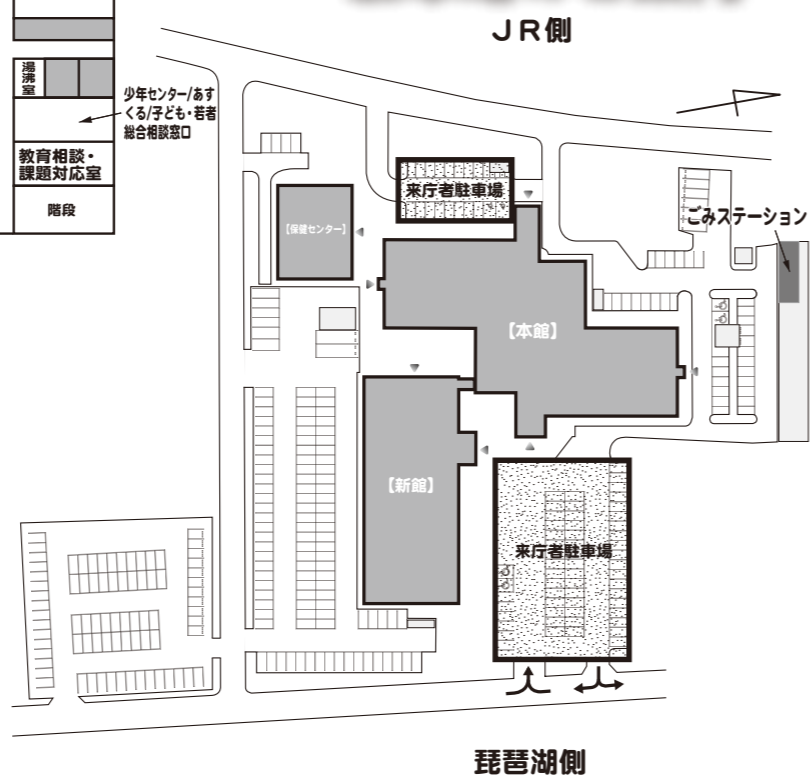 JR側
湯沸室
少年センター/あす
くる/子ども・若者
総合相談窓口
教育相談・
課題対応室
階段
来庁者駐車場
ごみステーション
【保健センター】
【本館】
【新館】
来庁者駐車場
琵琶湖側